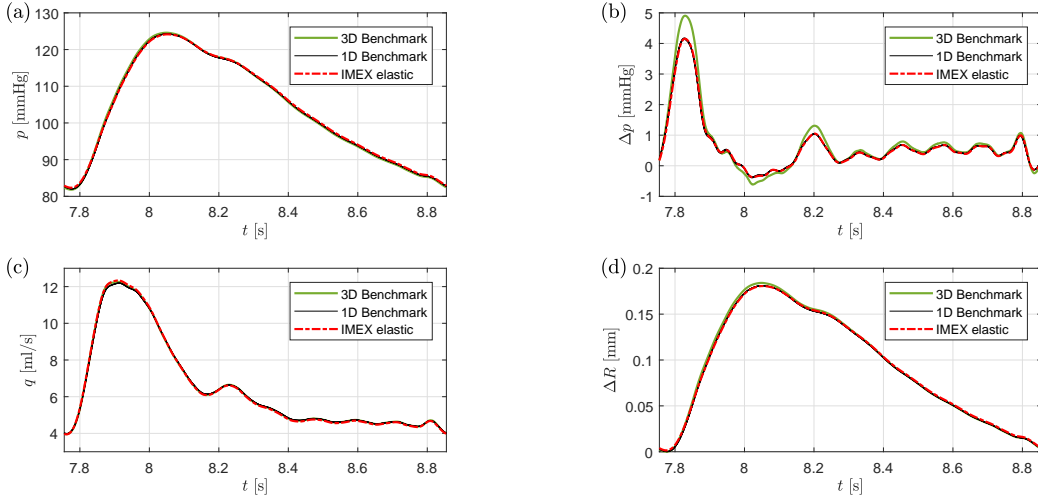 (a)
130
120
110
100
90
80
p [mmHg]
3D Benchmark
1D Benchmark
IMEX elastic
7.8
8
8.2
8.4
8.6
8.8
t [s]
(b)
5
4
3
2
1
0
-1
Δp [mmHg]
3D Benchmark
1D Benchmark
IMEX elastic
7.8
8
8.2
8.4
8.6
8.8
t [s]
(c)
12
10
8
6
4
q [ml/s]
3D Benchmark
1D Benchmark
IMEX elastic
7.8
8
8.2
8.4
8.6
8.8
t [s]
(d)
0.2
0.15
0.1
0.05
0
ΔR [mm]
3D Benchmark
1D Benchmark
IMEX elastic
7.8
8
8.2
8.4
8.6
8.8
t [s]